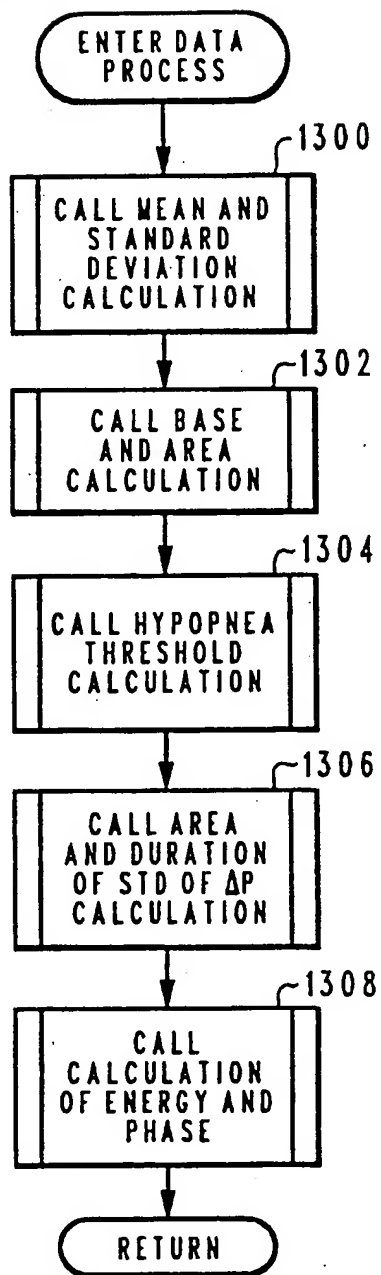 ENTER DATA
PROCESS
1300
CALL MEAN AND
STANDARD
DEVIATION
CALCULATION
1302
CALL BASE
AND AREA
CALCULATION
1304
CALL HYPOPNEA
THRESHOLD
CALCULATION
1306
CALL AREA
AND DURATION
OF STD OF ΔP
CALCULATION
1308
CALL
CALCULATION
OF ENERGY AND
PHASE
RETURN